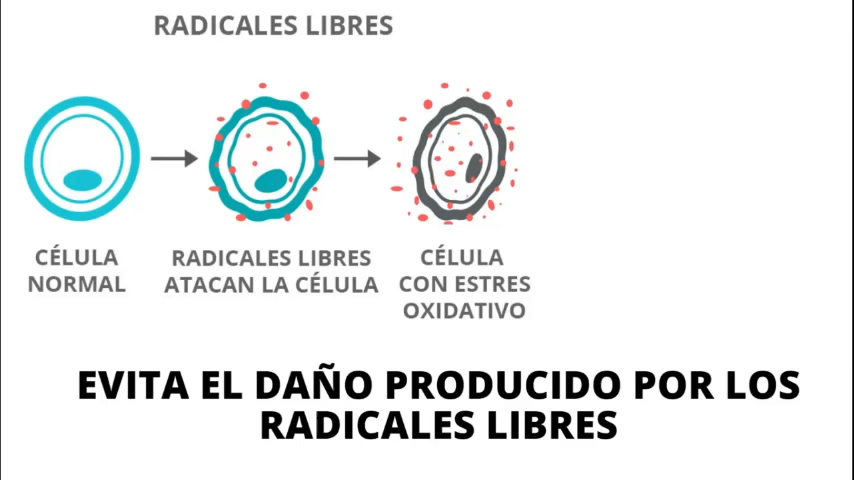 RADICALES LIBRES
CÉLULA
NORMAL
RADICALES LIBRES
ATACAN LA CÉLULA
CÉLULA
CON ESTRES
OXIDATIVO
EVITA EL DAÑO PRODUCIDO POR LOS
RADICALES LIBRES